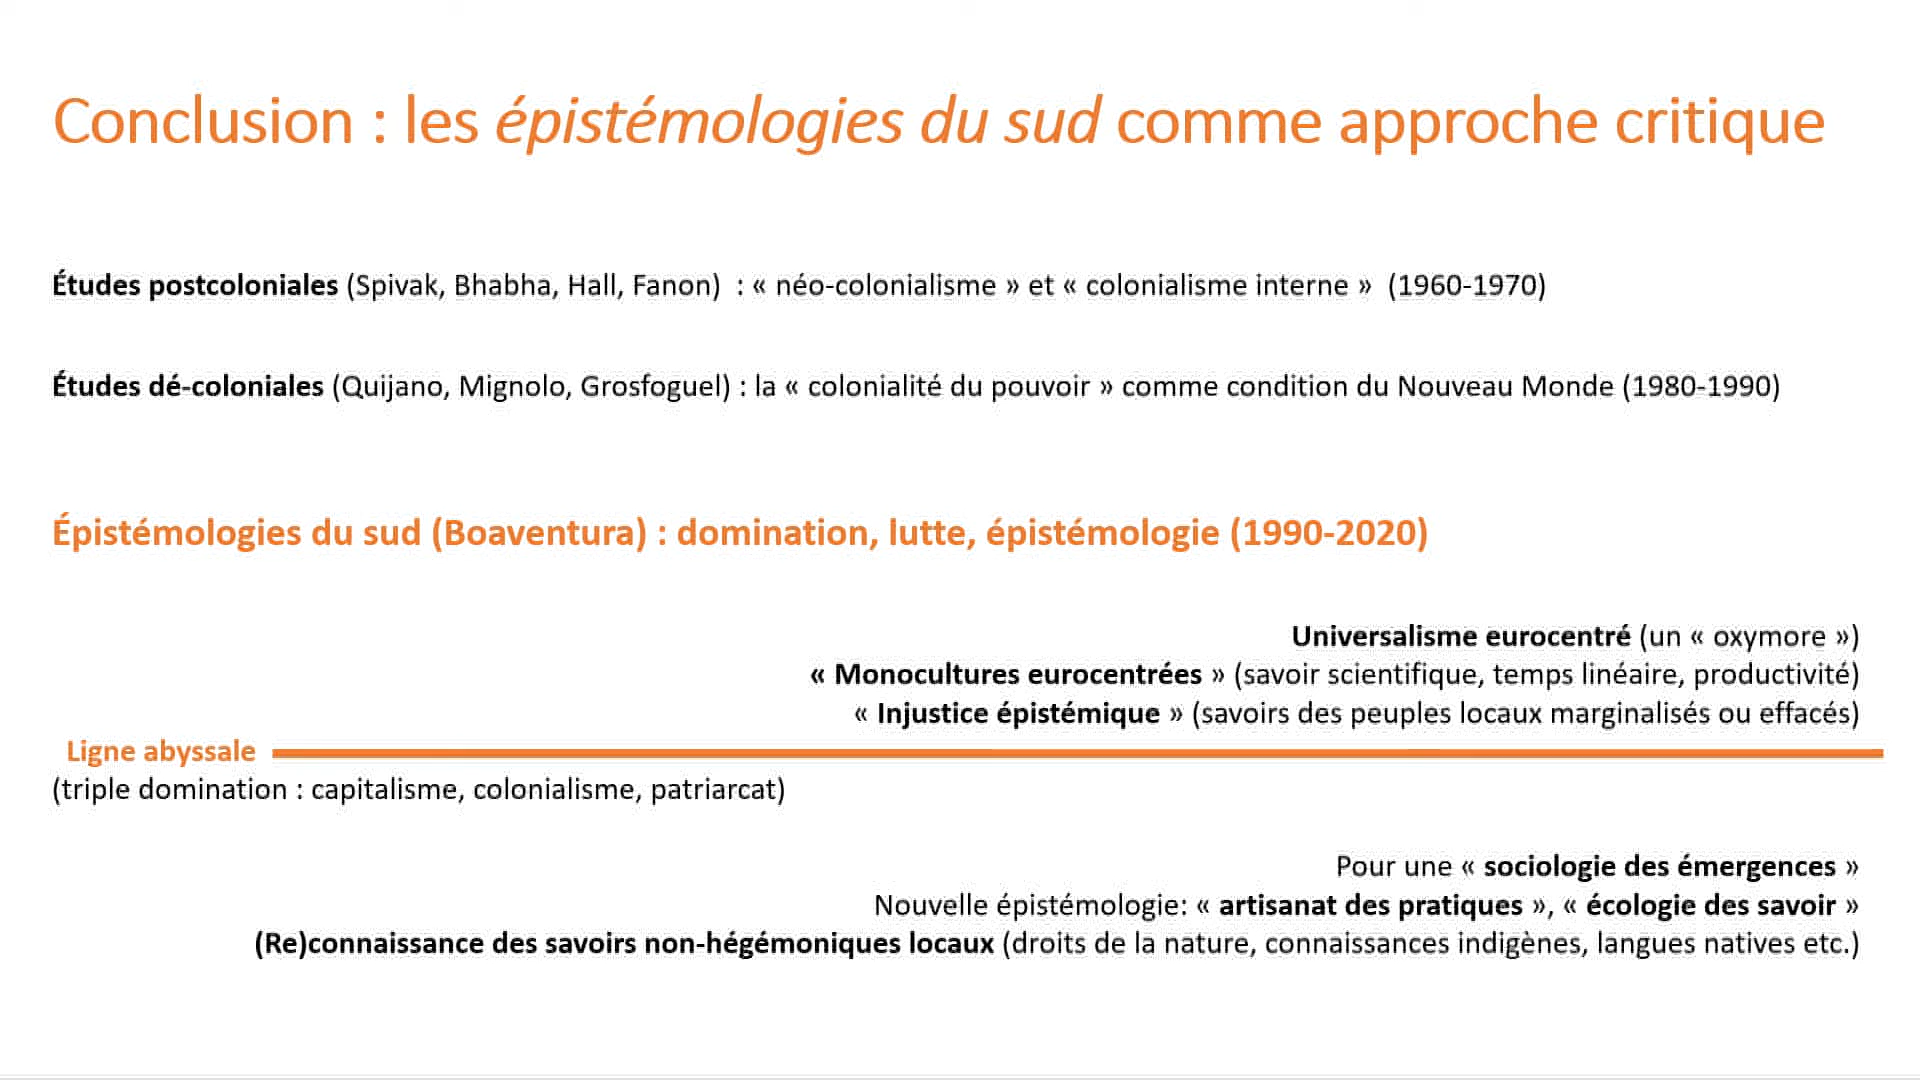 Conclusion : les épistémologies du sud comme approche critique
Études postcoloniales (Spivak, Bhabha, Hall, Fanon)  : « néo-colonialisme » et « colonialisme interne »  (1960-1970)
Études dé-coloniales (Quijano, Mignolo, Grosfoguel) : la « colonialité du pouvoir » comme condition du Nouveau Monde (1980-1990)
Épistémologies du sud (Boaventura) : domination, lutte, épistémologie (1990-2020)
Universalisme eurocentré (un « oxymore »)
« Monocultures eurocentrées » (savoir scientifique, temps linéaire, productivité)
« Injustice épistémique » (savoirs des peuples locaux marginalisés ou effacés)
Ligne abyssale
(triple domination : capitalisme, colonialisme, patriarcat)
Pour une « sociologie des émergences »
Nouvelle épistémologie: « artisanat des pratiques », « écologie des savoir »
(Re)connaissance des savoirs non-hégémoniques locaux (droits de la nature, connaissances indigènes, langues natives etc.)